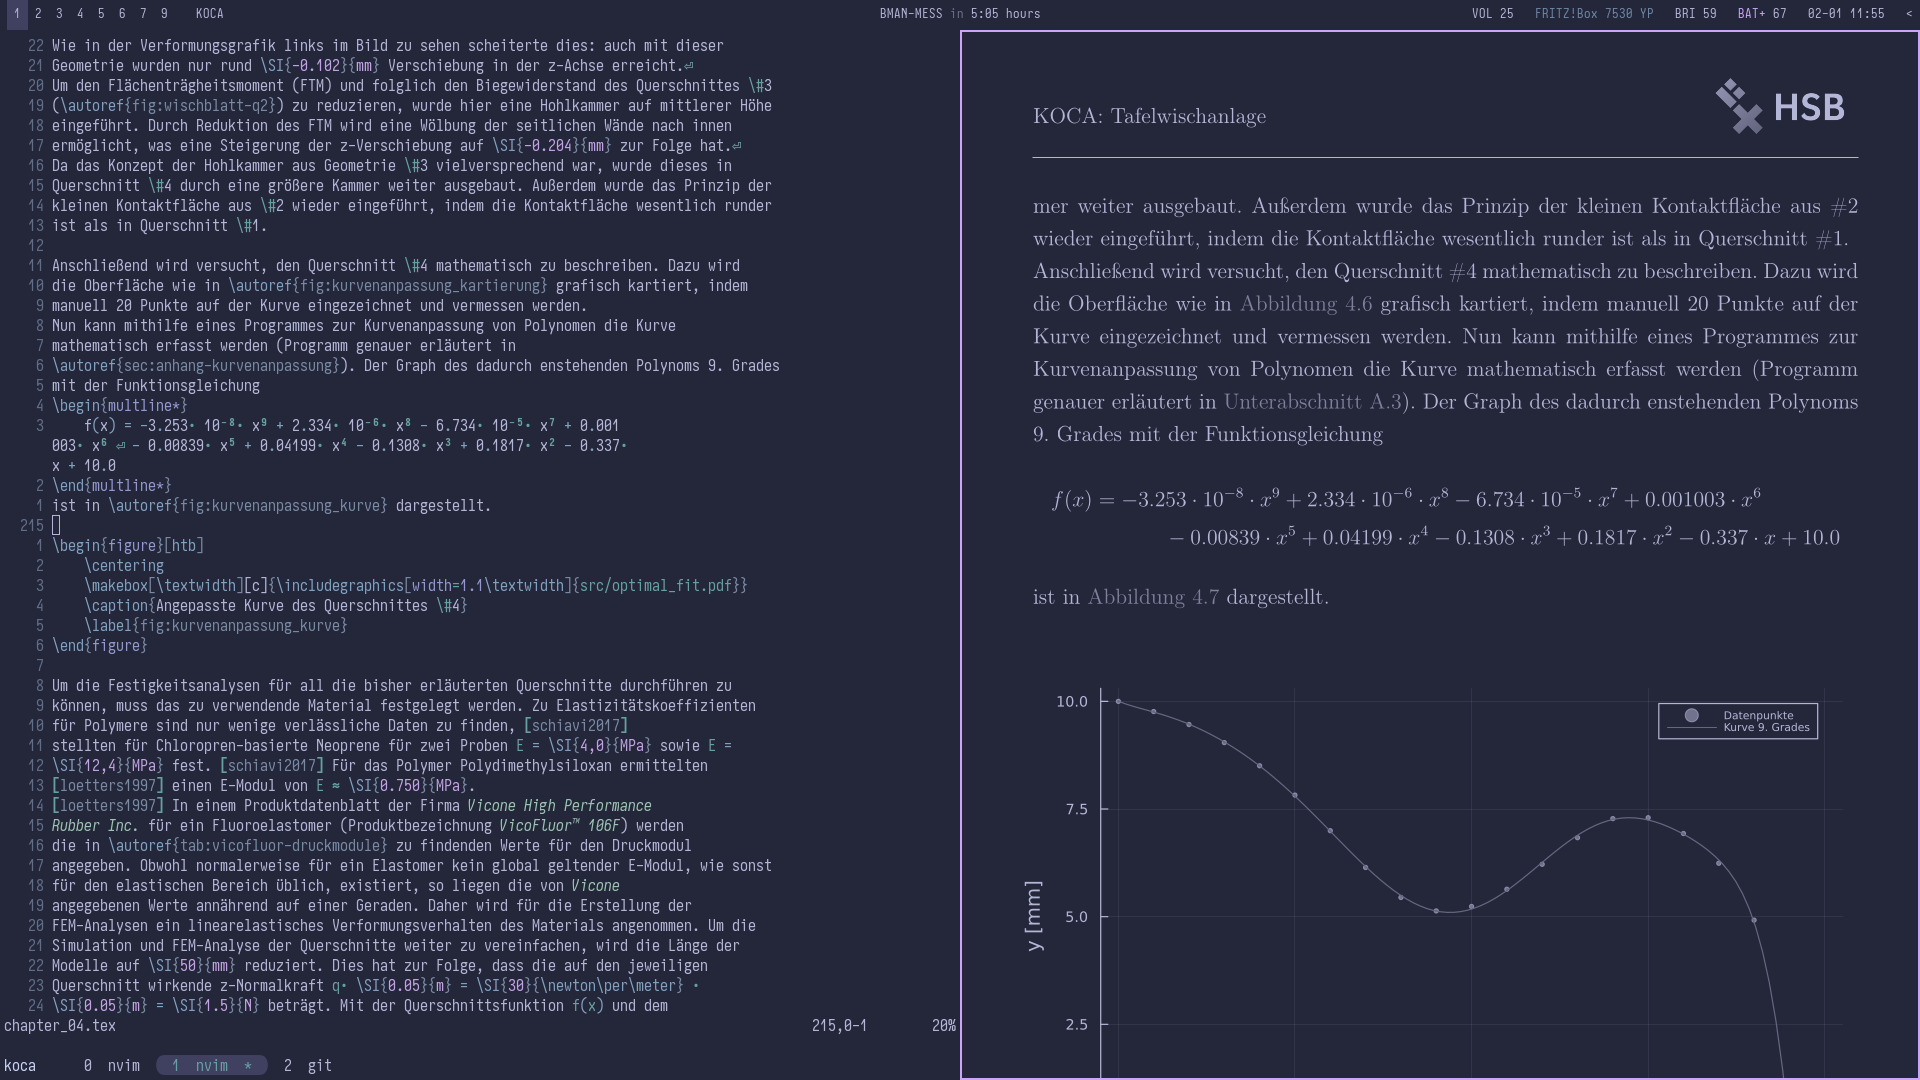 1 2 3 4 5 6 7 9 KOCA
BMAN-MESS in 5:05 hours
VOL 25 FRITZ!Box 7530 YP BRI 59 BAT+ 67 02-01 11:55 <
22 Wie in der Verformungsgrafik links im Bild zu sehen scheiterte dies: auch mit dieser
21 Geometrie wurden nur rund \SI{-0.102}{mm} Verschiebung in der z-Achse erreicht.⏎
20 Um den Flächenträgheitsmoment (FTM) und folglich den Biegewiderstand des Querschnittes \#3
19 (\autoref{fig:wischblatt-q2}) zu reduzieren, wurde hier eine Hohlkammer auf mittlerer Höhe
18 eingeführt. Durch Reduktion des FTM wird eine Wölbung der seitlichen Wände nach innen
17 ermöglicht, was eine Steigerung der z-Verschiebung auf \SI{-0.204}{mm} zur Folge hat.⏎
16 Da das Konzept der Hohlkammer aus Geometrie \#3 vielversprechend war, wurde dieses in
15 Querschnitt \#4 durch eine größere Kammer weiter ausgebaut. Außerdem wurde das Prinzip der
14 kleinen Kontaktfläche aus \#2 wieder eingeführt, indem die Kontaktfläche wesentlich runder
13 ist als in Querschnitt \#1.
12
11 Anschließend wird versucht, den Querschnitt \#4 mathematisch zu beschreiben. Dazu wird
10 die Oberfläche wie in \autoref{fig:kurvenanpassung_kartierung} grafisch kartiert, indem
9 manuell 20 Punkte auf der Kurve eingezeichnet und vermessen werden.
8 Nun kann mithilfe eines Programmes zur Kurvenanpassung von Polynomen die Kurve
7 mathematisch erfasst werden (Programm genauer erläutert in
6 \autoref{sec:anhang-kurvenanpassung}). Der Graph des dadurch enstehenden Polynoms 9. Grades
5 mit der Funktionsgleichung
4 \begin{multline*}
3 f(x) = -3.253· 10⁻⁸· x⁹ + 2.334· 10⁻⁶· x⁸ - 6.734· 10⁻⁵· x⁷ + 0.001
003· x⁶ ⏎ - 0.00839· x⁵ + 0.04199· x⁴ - 0.1308· x³ + 0.1817· x² - 0.337·
x + 10.0
2 \end{multline*}
1 ist in \autoref{fig:kurvenanpassung_kurve} dargestellt.
215
1 \begin{figure}[htb]
2 \centering
3 \makebox[\textwidth][c]{\includegraphics[width=1.1\textwidth]{src/optimal_fit.pdf}}
4 \caption{Angepasste Kurve des Querschnittes \#4}
5 \label{fig:kurvenanpassung_kurve}
6 \end{figure}
7
8 Um die Festigkeitsanalysen für all die bisher erläuterten Querschnitte durchführen zu
9 können, muss das zu verwendende Material festgelegt werden. Zu Elastizitätskoeffizienten
10 für Polymere sind nur wenige verlässliche Daten zu finden, [schiavi2017]
11 stellten für Chloropren-basierte Neoprene für zwei Proben E = \SI{4,0}{MPa} sowie E =
12 \SI{12,4}{MPa} fest. [schiavi2017] Für das Polymer Polydimethylsiloxan ermittelten
13 [loetters1997] einen E-Modul von E ≈ \SI{0.750}{MPa}.
14 [loetters1997] In einem Produktdatenblatt der Firma Vicone High Performance
15 Rubber Inc. für ein Fluoroelastomer (Produktbezeichnung VicoFluor™ 106F) werden
16 die in \autoref{tab:vicofluor-druckmodule} zu findenden Werte für den Druckmodul
17 angegeben. Obwohl normalerweise für ein Elastomer kein global geltender E-Modul, wie sonst
18 für den elastischen Bereich üblich, existiert, so liegen die von Vicone
19 angegebenen Werte annährend auf einer Geraden. Daher wird für die Erstellung der
20 FEM-Analysen ein linearelastisches Verformungsverhalten des Materials angenommen. Um die
21 Simulation und FEM-Analyse der Querschnitte weiter zu vereinfachen, wird die Länge der
22 Modelle auf \SI{50}{mm} reduziert. Dies hat zur Folge, dass die auf den jeweiligen
23 Querschnitt wirkende z-Normalkraft q· \SI{0.05}{m} = \SI{30}{\newton\per\meter} ·
24 \SI{0.05}{m} = \SI{1.5}{N} beträgt. Mit der Querschnittsfunktion f(x) und dem
chapter_04.tex 215,0-1 20%
koca 0 nvim 1 nvim * 2 git
KOCA: Tafelwischanlage
HSB
mer weiter ausgebaut. Außerdem wurde das Prinzip der kleinen Kontaktfläche aus #2
wieder eingeführt, indem die Kontaktfläche wesentlich runder ist als in Querschnitt #1.
Anschließend wird versucht, den Querschnitt #4 mathematisch zu beschreiben. Dazu wird
die Oberfläche wie in Abbildung 4.6 grafisch kartiert, indem manuell 20 Punkte auf der
Kurve eingezeichnet und vermessen werden. Nun kann mithilfe eines Programmes zur
Kurvenanpassung von Polynomen die Kurve mathematisch erfasst werden (Programm
genauer erläutert in Unterabschnitt A.3). Der Graph des dadurch enstehenden Polynoms
9. Grades mit der Funktionsgleichung
f(x) = −3.253 · 10⁻⁸ · x⁹ + 2.334 · 10⁻⁶ · x⁸ − 6.734 · 10⁻⁵ · x⁷ + 0.001003 · x⁶
− 0.00839 · x⁵ + 0.04199 · x⁴ − 0.1308 · x³ + 0.1817 · x² − 0.337 · x + 10.0
ist in Abbildung 4.7 dargestellt.
10.0
Datenpunkte
Kurve 9. Grades
7.5
5.0
y [mm]
2.5